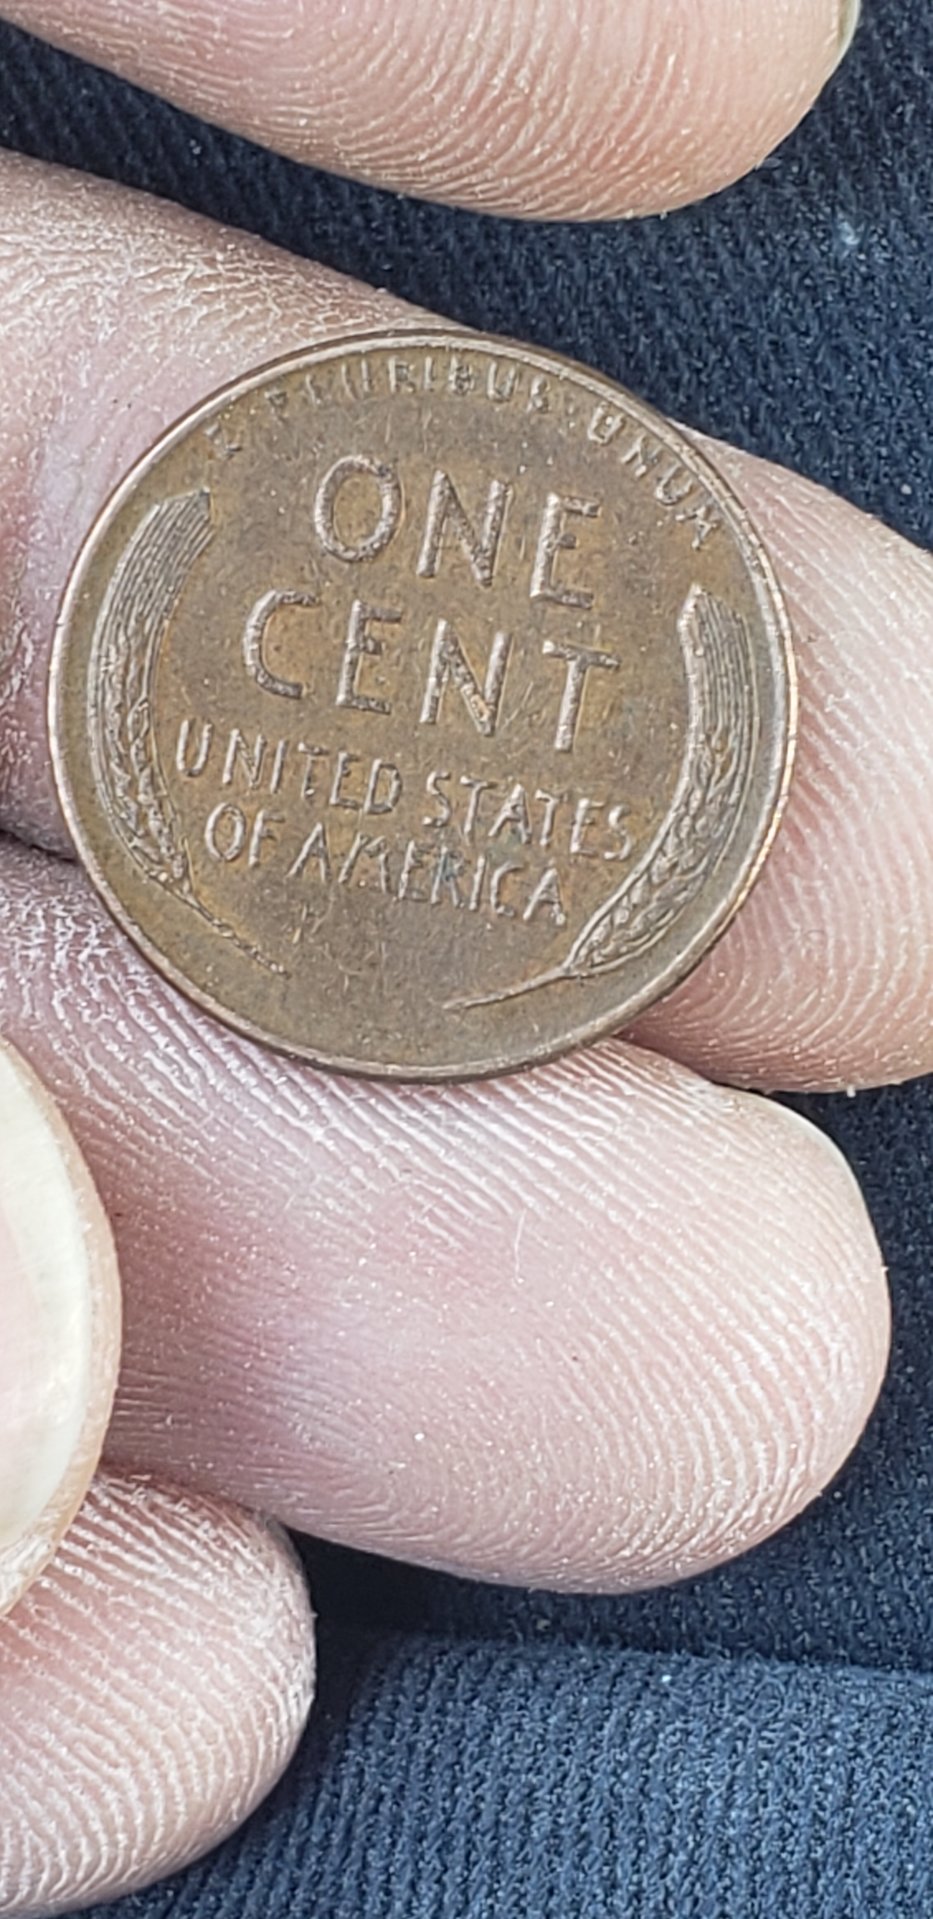 E·PLURIBUS·UNUM
ONE
CENT
UNITED STATES
OF AMERICA